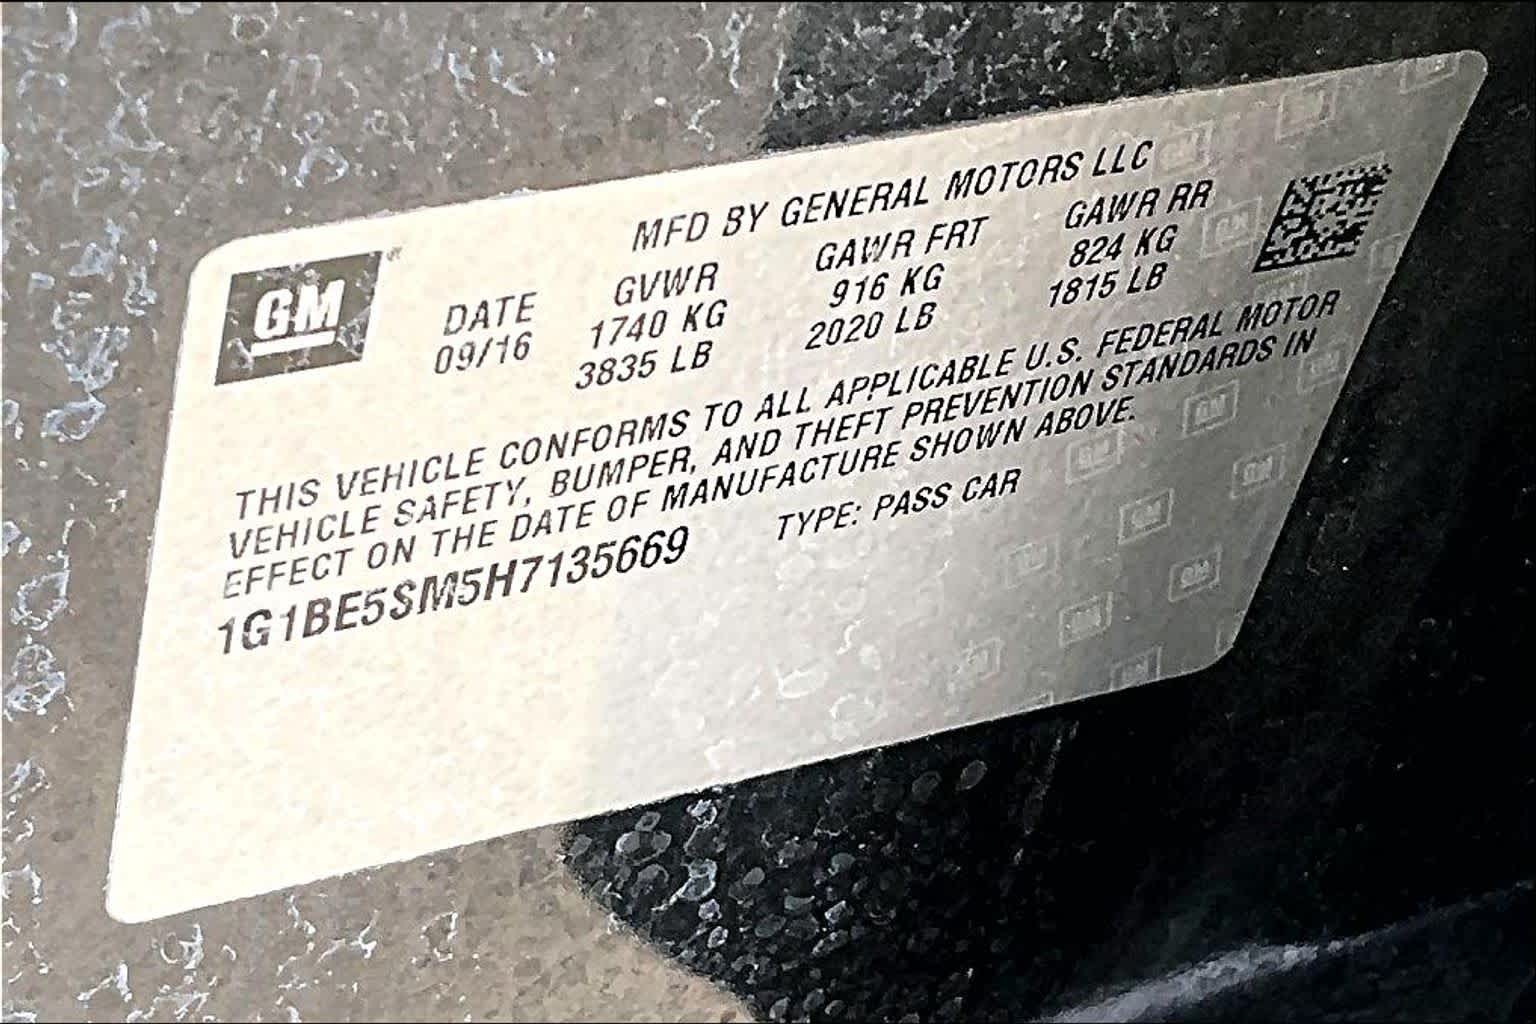 GM
MFD BY GENERAL MOTORS LLC
DATE GVWR GAWR FRT GAWR RR
09/16 1740 KG 916 KG 824 KG
3835 LB 2020 LB 1815 LB
THIS VEHICLE CONFORMS TO ALL APPLICABLE U.S. FEDERAL MOTOR
VEHICLE SAFETY, BUMPER, AND THEFT PREVENTION STANDARDS IN
EFFECT ON THE DATE OF MANUFACTURE SHOWN ABOVE.
1G1BE5SM5H7135669 TYPE: PASS CAR